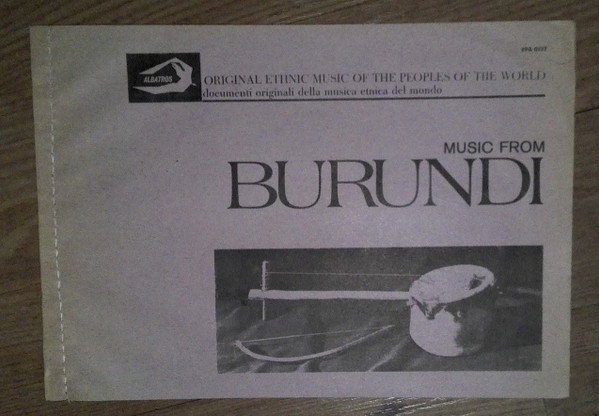 ALBATROS
ORIGINAL ETHNIC MUSIC OF THE PEOPLES OF THE WORLD
documenti originali della musica etnica del mondo
MUSIC FROM
BURUNDI